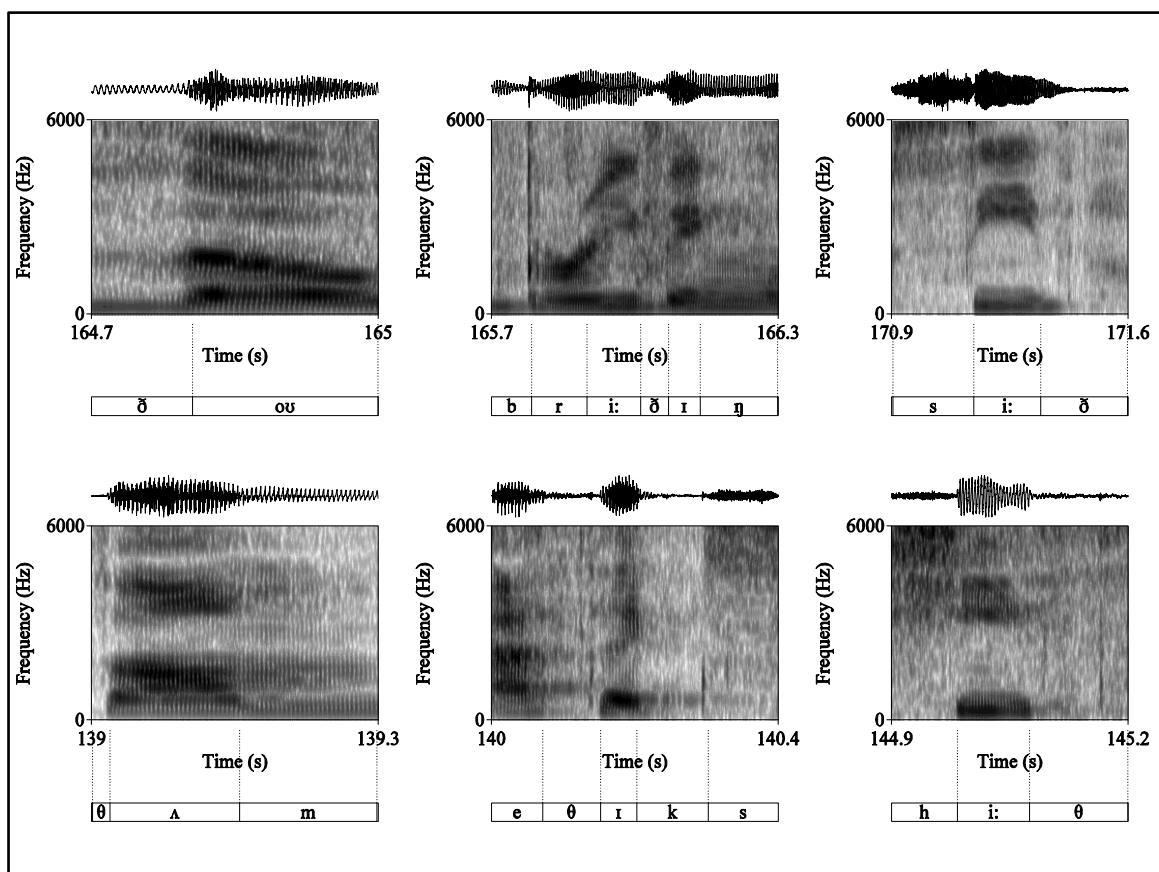 6000 6000 6000
Frequency (Hz) Frequency (Hz) Frequency (Hz)
0 0 0
164.7 165 165.7 166.3 170.9 171.6
Time (s) Time (s) Time (s)
ð oʊ b r i: ð ɪ ŋ s i: ð
6000 6000 6000
Frequency (Hz) Frequency (Hz) Frequency (Hz)
0 0 0
139 139.3 140 140.4 144.9 145.2
Time (s) Time (s) Time (s)
θ ʌ m e θ ɪ k s h i: θ